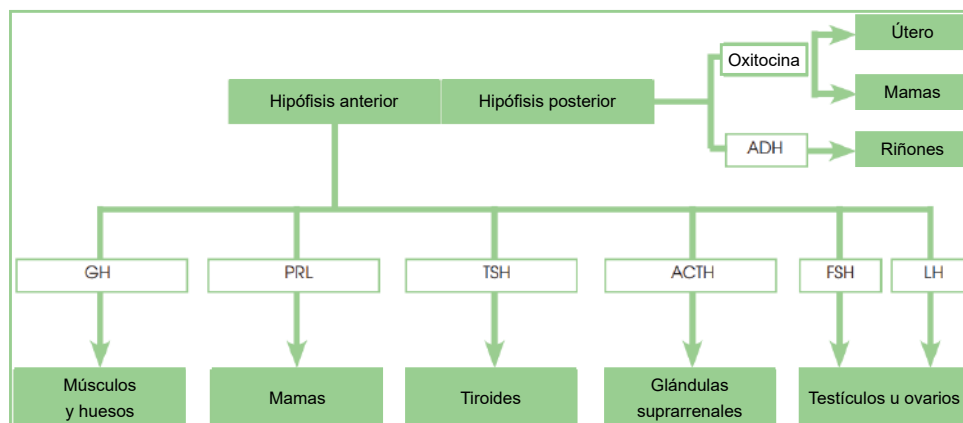 Útero
Oxitocina
Mamas
Hipófisis anterior
Hipófisis posterior
ADH
Riñones
GH
PRL
TSH
ACTH
FSH
LH
Músculos
y huesos
Mamas
Tiroides
Glándulas
suprarrenales
Testículos u ovarios